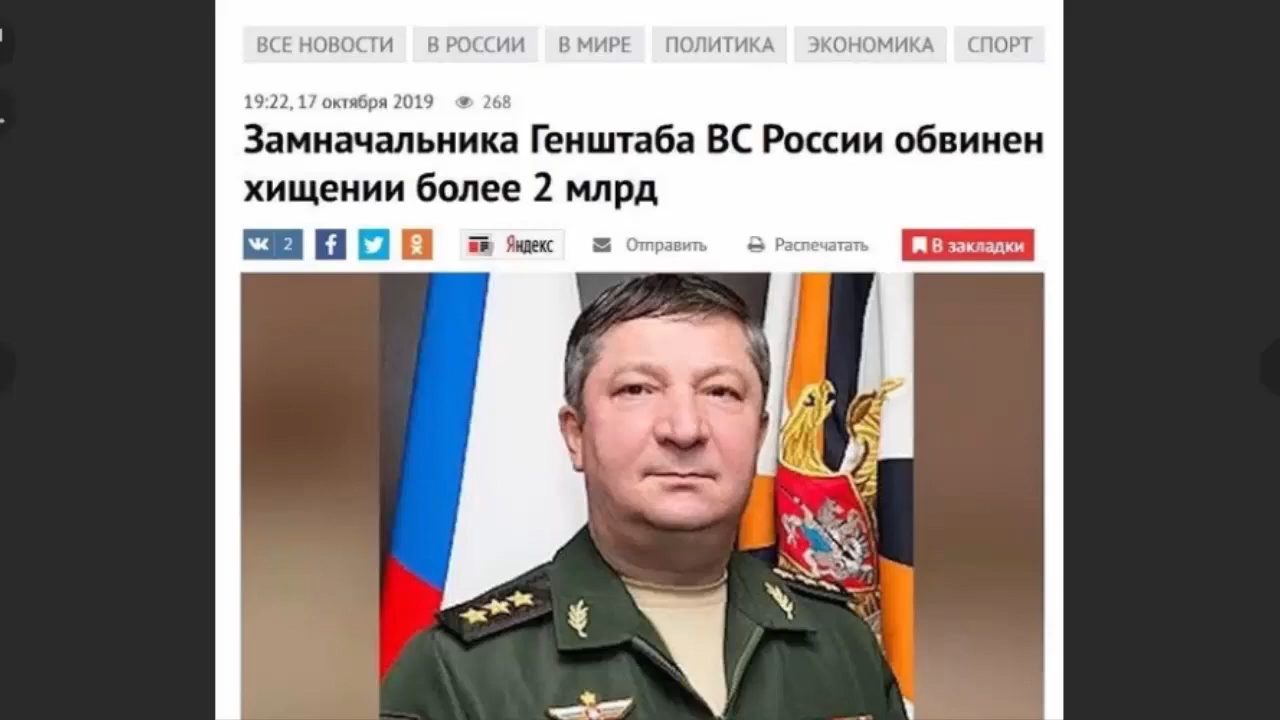 ВСЕ НОВОСТИ В РОССИИ В МИРЕ ПОЛИТИКА ЭКОНОМИКА СПОРТ
19:22, 17 октября 2019 268
Замначальника Генштаба ВС России обвинен
хищении более 2 млрд
2 Яндекс Отправить Распечатать В закладки